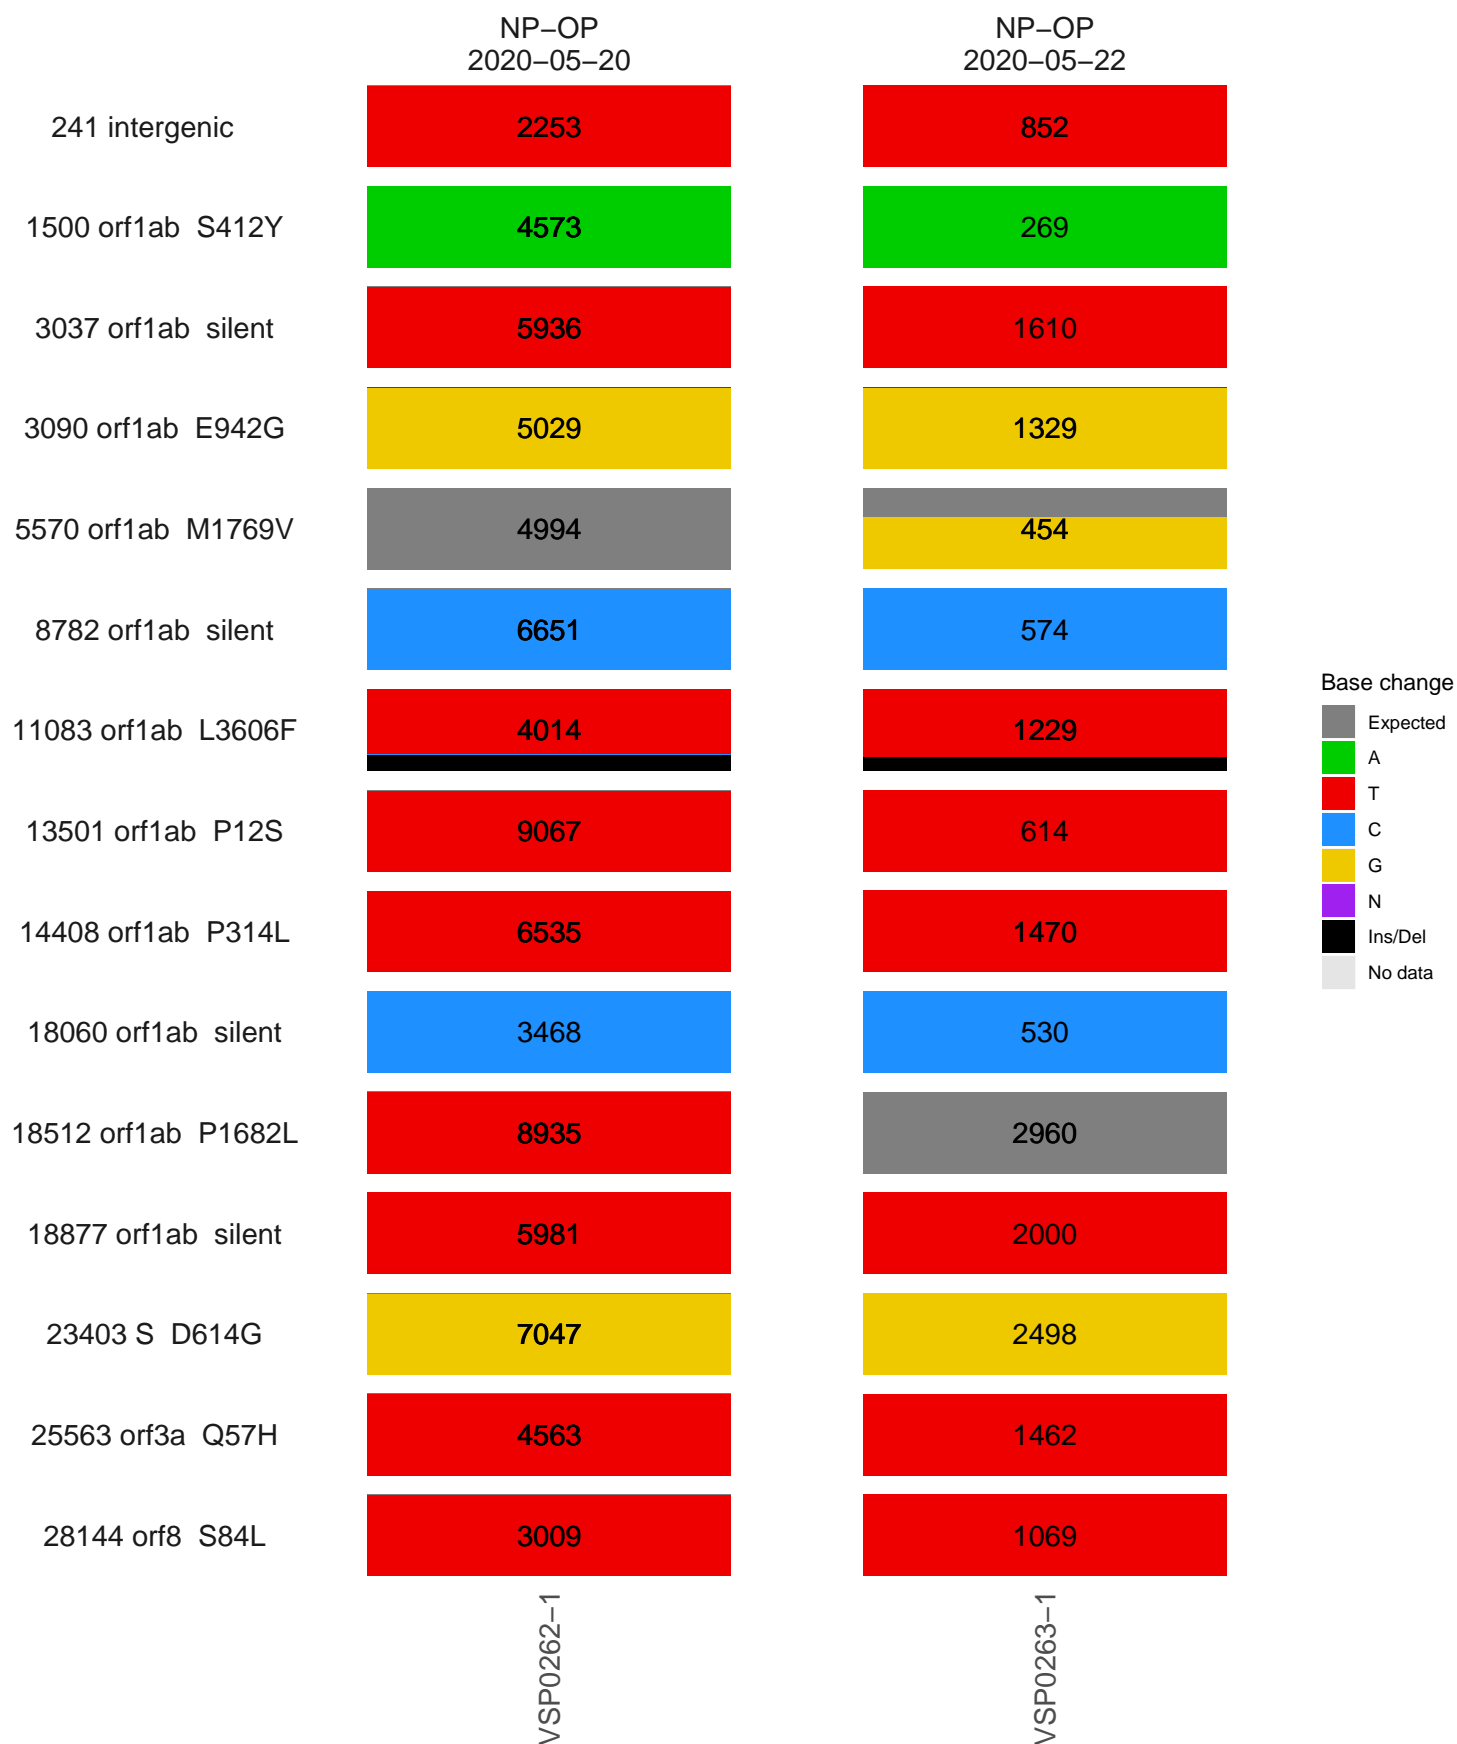 NP−OP
2020−05−20
NP−OP
2020−05−22
241 intergenic 2253 852
1500 orf1ab S412Y 4573 269
3037 orf1ab silent 5936 1610
3090 orf1ab E942G 5029 1329
5570 orf1ab M1769V 4994 454
8782 orf1ab silent 6651 574
11083 orf1ab L3606F 4014 1229
13501 orf1ab P12S 9067 614
14408 orf1ab P314L 6535 1470
18060 orf1ab silent 3468 530
18512 orf1ab P1682L 8935 2960
18877 orf1ab silent 5981 2000
23403 S D614G 7047 2498
25563 orf3a Q57H 4563 1462
28144 orf8 S84L 3009 1069
VSP0262−1
VSP0263−1
Base change
Expected
A
T
C
G
N
Ins/Del
No data